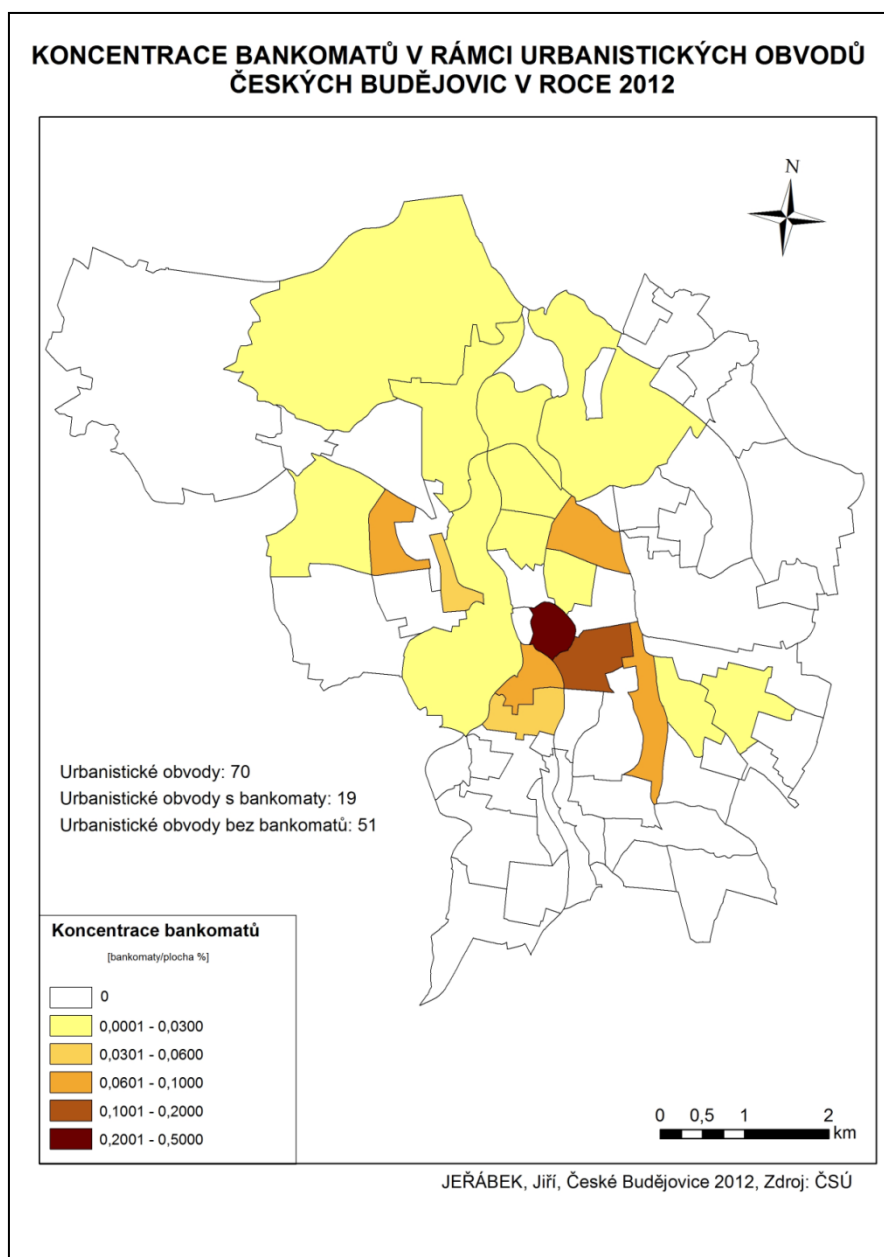 KONCENTRACE BANKOMATŮ V RÁMCI URBANISTICKÝCH OBVODŮ
ČESKÝCH BUDĚJOVIC V ROCE 2012
N
Urbanistické obvody: 70
Urbanistické obvody s bankomaty: 19
Urbanistické obvody bez bankomatů: 51
Koncentrace bankomatů
[bankomaty/plocha %]
0
0,0001 - 0,0300
0,0301 - 0,0600
0,0601 - 0,1000
0,1001 - 0,2000
0,2001 - 0,5000
0 0,5 1 2
km
JEŘÁBEK, Jiří, České Budějovice 2012, Zdroj: ČSÚ